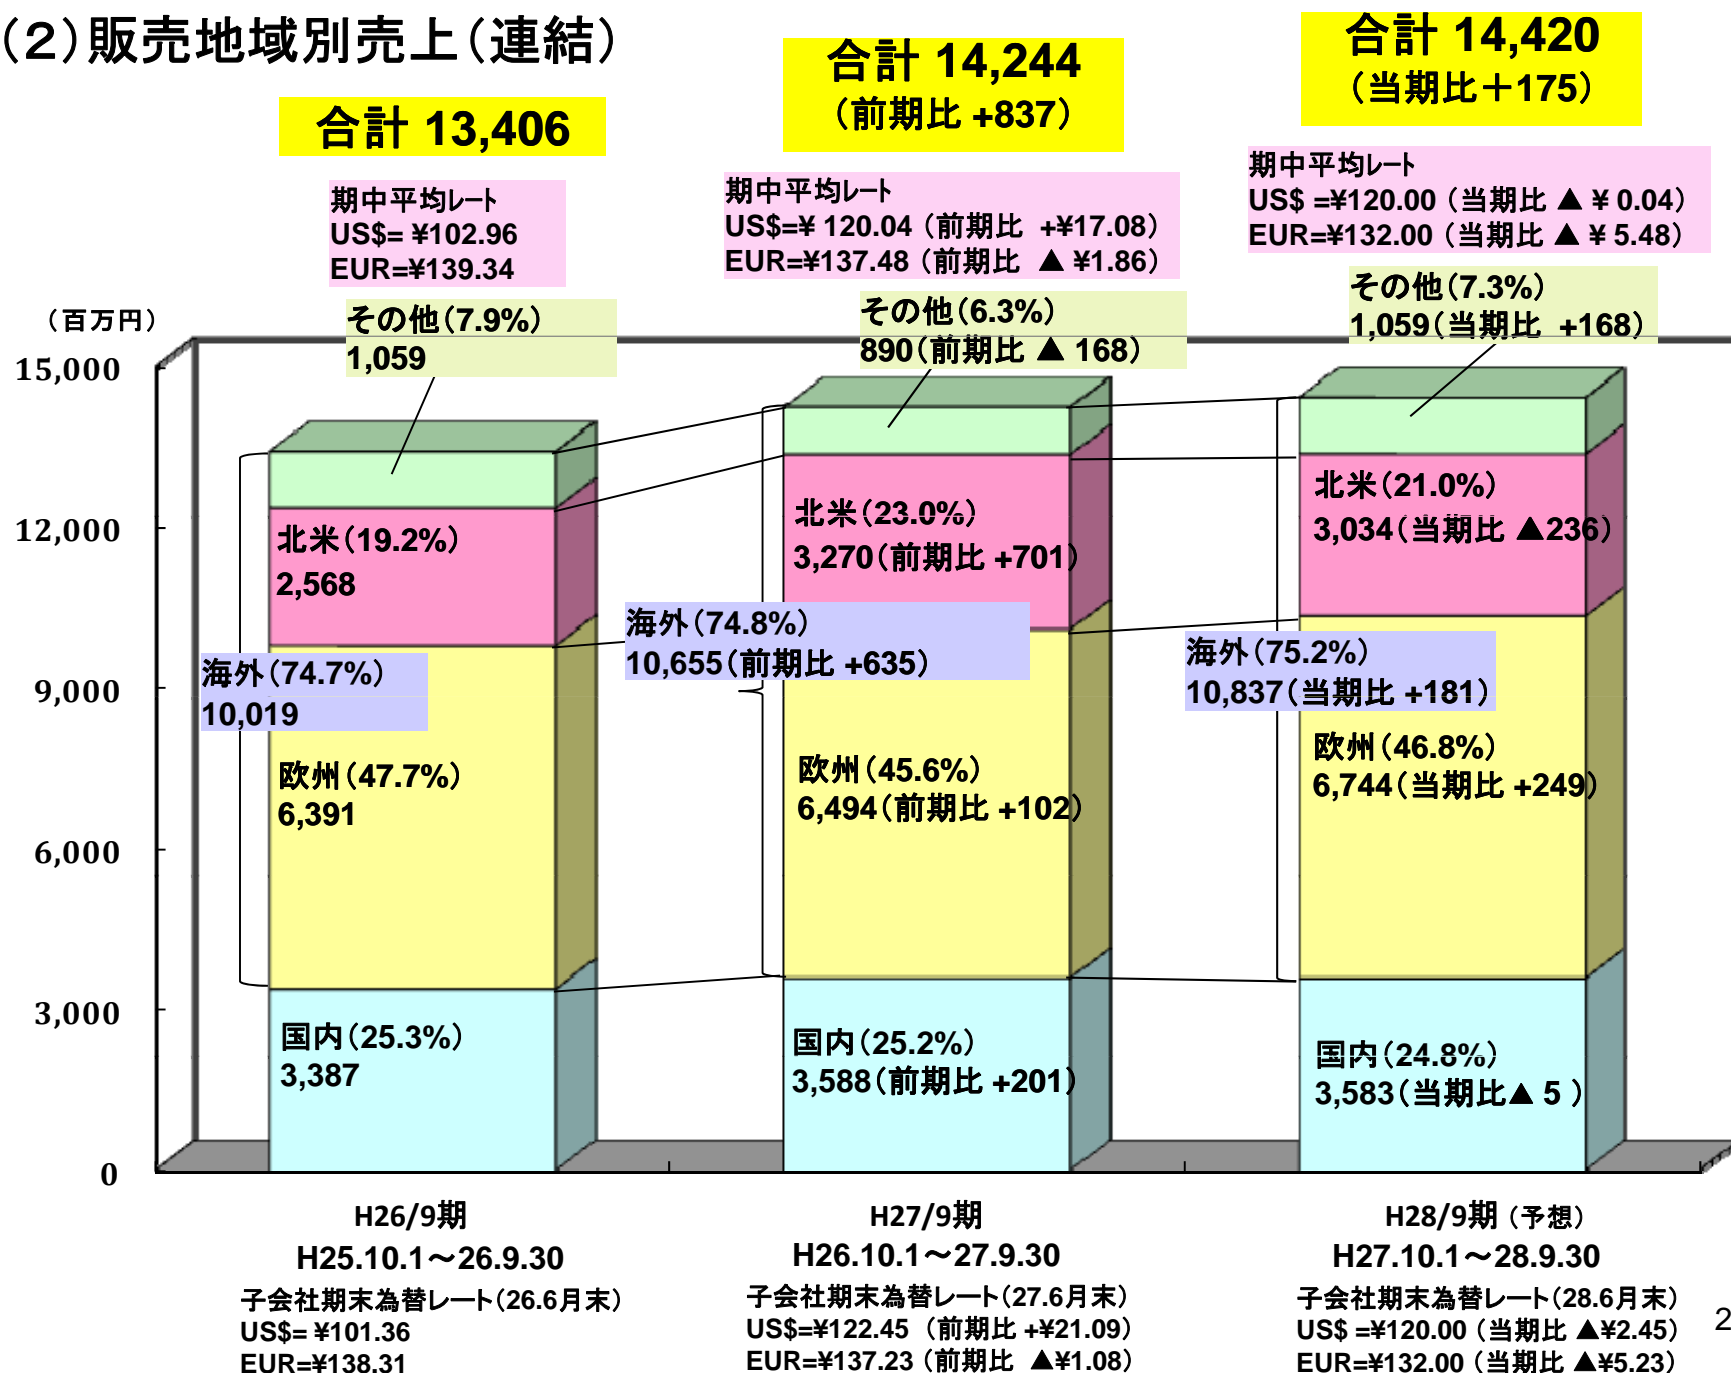 (2)販売地域別売上(連結)
合計 13,406
合計 14,244
(前期比 +837)
合計 14,420
(当期比+175)
期中平均レート
US$= ¥102.96
EUR=¥139.34
期中平均レート
US$=¥ 120.04 (前期比 +¥17.08)
EUR=¥137.48 (前期比 ▲ ¥1.86)
期中平均レート
US$ =¥120.00 (当期比 ▲ ¥ 0.04)
EUR=¥132.00 (当期比 ▲ ¥ 5.48)
(百万円)
15,000
12,000
9,000
6,000
3,000
0
その他(7.9%)
1,059
北米(19.2%)
2,568
海外(74.7%)
10,019
欧州(47.7%)
6,391
国内(25.3%)
3,387
その他(6.3%)
890(前期比 ▲ 168)
北米(23.0%)
3,270(前期比 +701)
海外(74.8%)
10,655(前期比 +635)
欧州(45.6%)
6,494(前期比 +102)
国内(25.2%)
3,588(前期比 +201)
その他(7.3%)
1,059(当期比 +168)
北米(21.0%)
3,034(当期比 ▲236)
海外(75.2%)
10,837(当期比 +181)
欧州(46.8%)
6,744(当期比 +249)
国内(24.8%)
3,583(当期比▲ 5 )
H26/9期
H25.10.1~26.9.30
子会社期末為替レート(26.6月末)
US$= ¥101.36
EUR=¥138.31
H27/9期
H26.10.1~27.9.30
子会社期末為替レート(27.6月末)
US$=¥122.45 (前期比 +¥21.09)
EUR=¥137.23 (前期比 ▲¥1.08)
H28/9期 (予想)
H27.10.1~28.9.30
子会社期末為替レート(28.6月末)
US$ =¥120.00 (当期比 ▲¥2.45)
EUR=¥132.00 (当期比 ▲¥5.23)
2